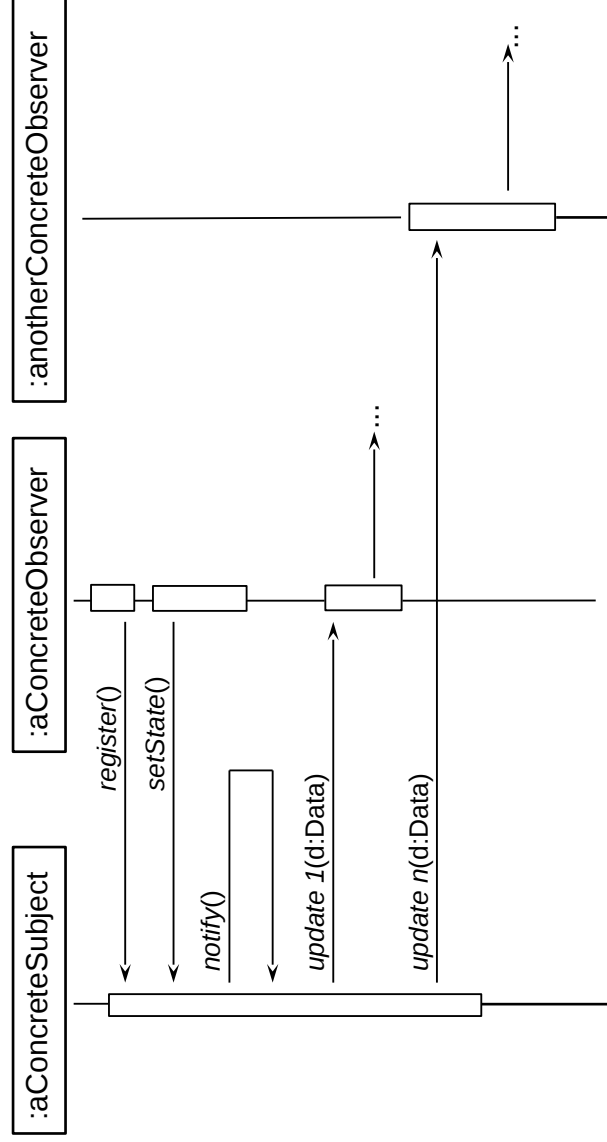 :aConcreteSubject
:aConcreteObserver
:anotherConcreteObserver
register()
setState()
notify()
update 1(d:Data)
...
update n(d:Data)
...